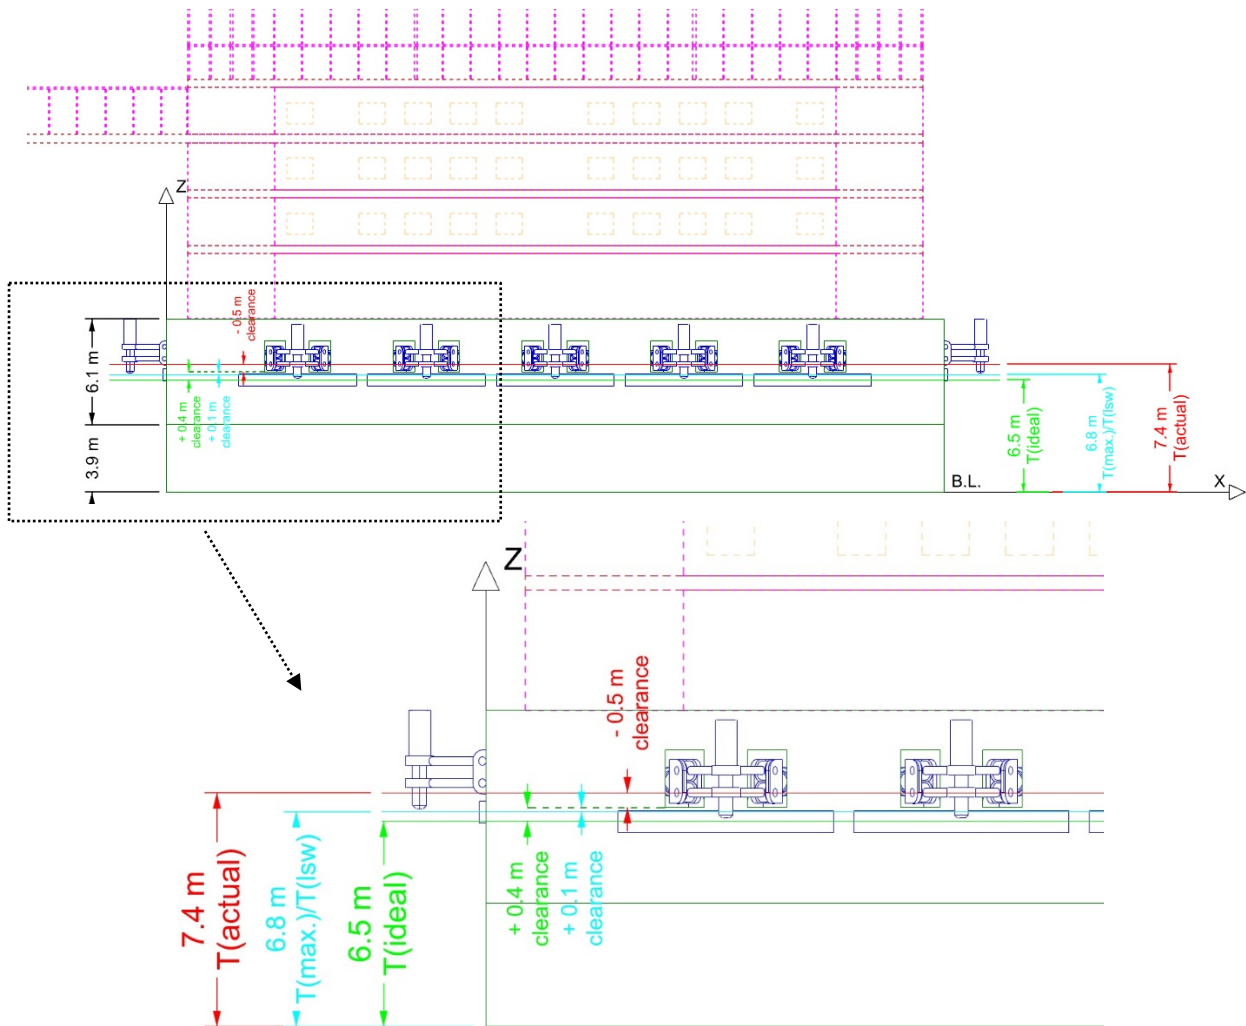 Z
- 0.5 m
clearance
6.1 m
3.9 m
+ 0.4 m
clearance
+ 0.1 m
clearance
B.L.
X
6.5 m
T(ideal)
6.8 m
T(max.)/T(lsw)
7.4 m
T(actual)
Z
- 0.5 m
clearance
7.4 m
T(actual)
6.8 m
T(max.)/T(lsw)
6.5 m
T(ideal)
+ 0.4 m
clearance
+ 0.1 m
clearance